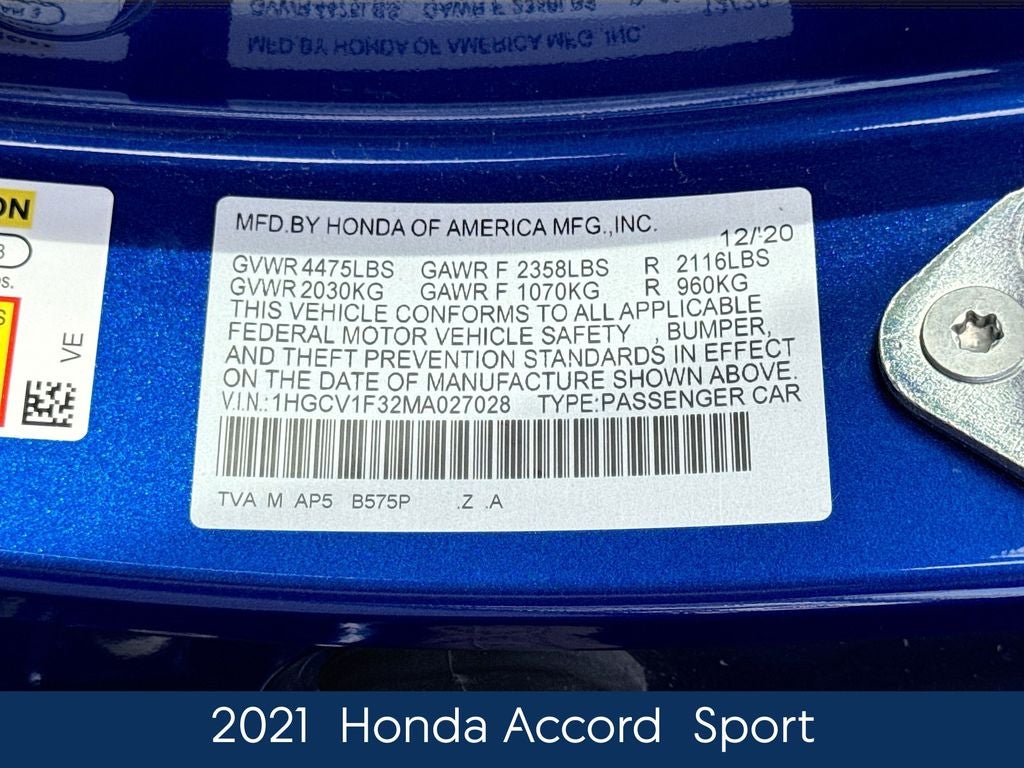 MFD.BY HONDA OF AMERICA MFG.,INC. 12/'20
GVWR 4475LBS GAWR F 2358LBS R 2116LBS
GVWR 2030KG GAWR F 1070KG R 960KG
THIS VEHICLE CONFORMS TO ALL APPLICABLE
FEDERAL MOTOR VEHICLE SAFETY , BUMPER,
AND THEFT PREVENTION STANDARDS IN EFFECT
ON THE DATE OF MANUFACTURE SHOWN ABOVE.
V.I.N.:1HGCV1F32MA027028 TYPE:PASSENGER CAR
TVA M AP5 B575P .Z .A
VE
2021 Honda Accord Sport